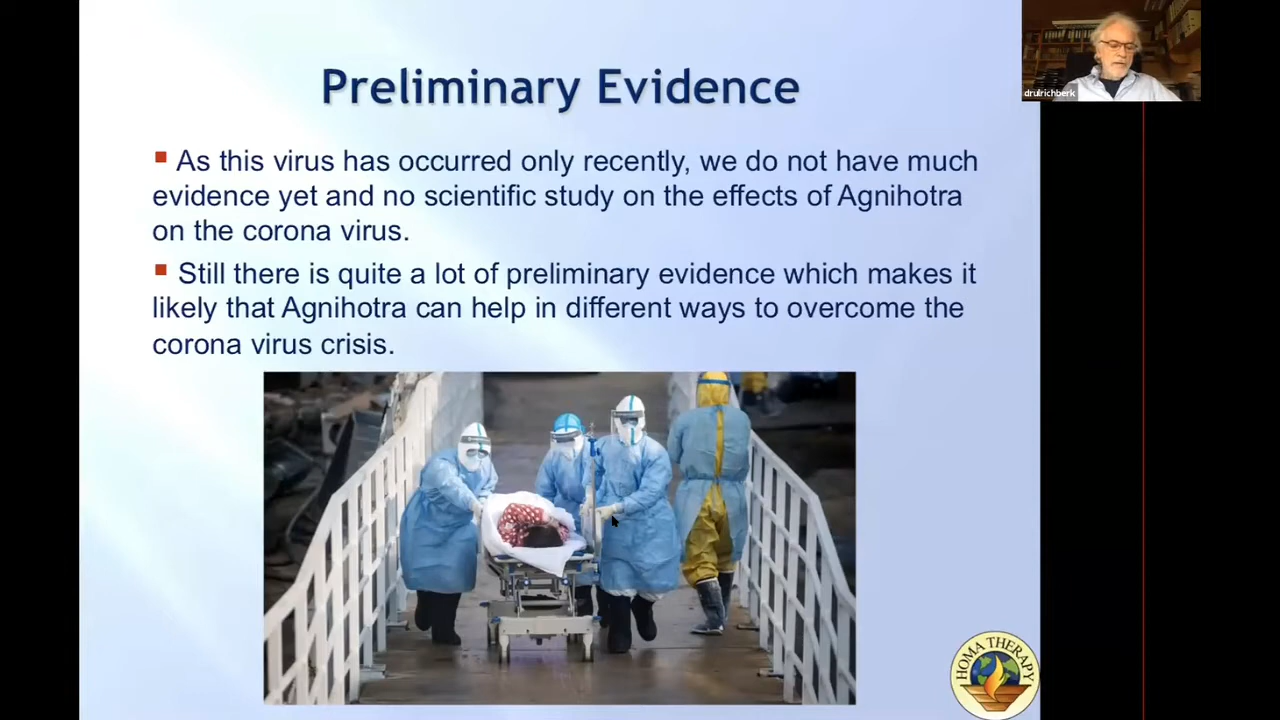 Preliminary Evidence
drulrichberk
As this virus has occurred only recently, we do not have much
evidence yet and no scientific study on the effects of Agnihotra
on the corona virus.
Still there is quite a lot of preliminary evidence which makes it
likely that Agnihotra can help in different ways to overcome the
corona virus crisis.
HOMA THERAPY